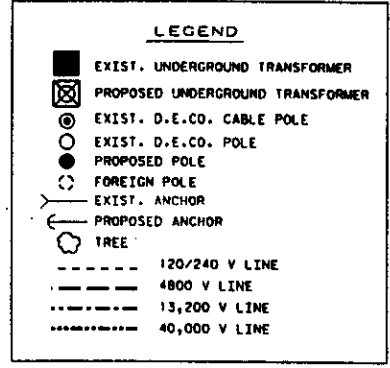 LEGEND
EXIST. UNDERGROUND TRANSFORMER
PROPOSED UNDERGROUND TRANSFORMER
EXIST. D.E.CO. CABLE POLE
EXIST. D.E.CO. POLE
PROPOSED POLE
FOREIGN POLE
EXIST. ANCHOR
PROPOSED ANCHOR
TREE
120/240 V LINE
4800 V LINE
13,200 V LINE
40,000 V LINE